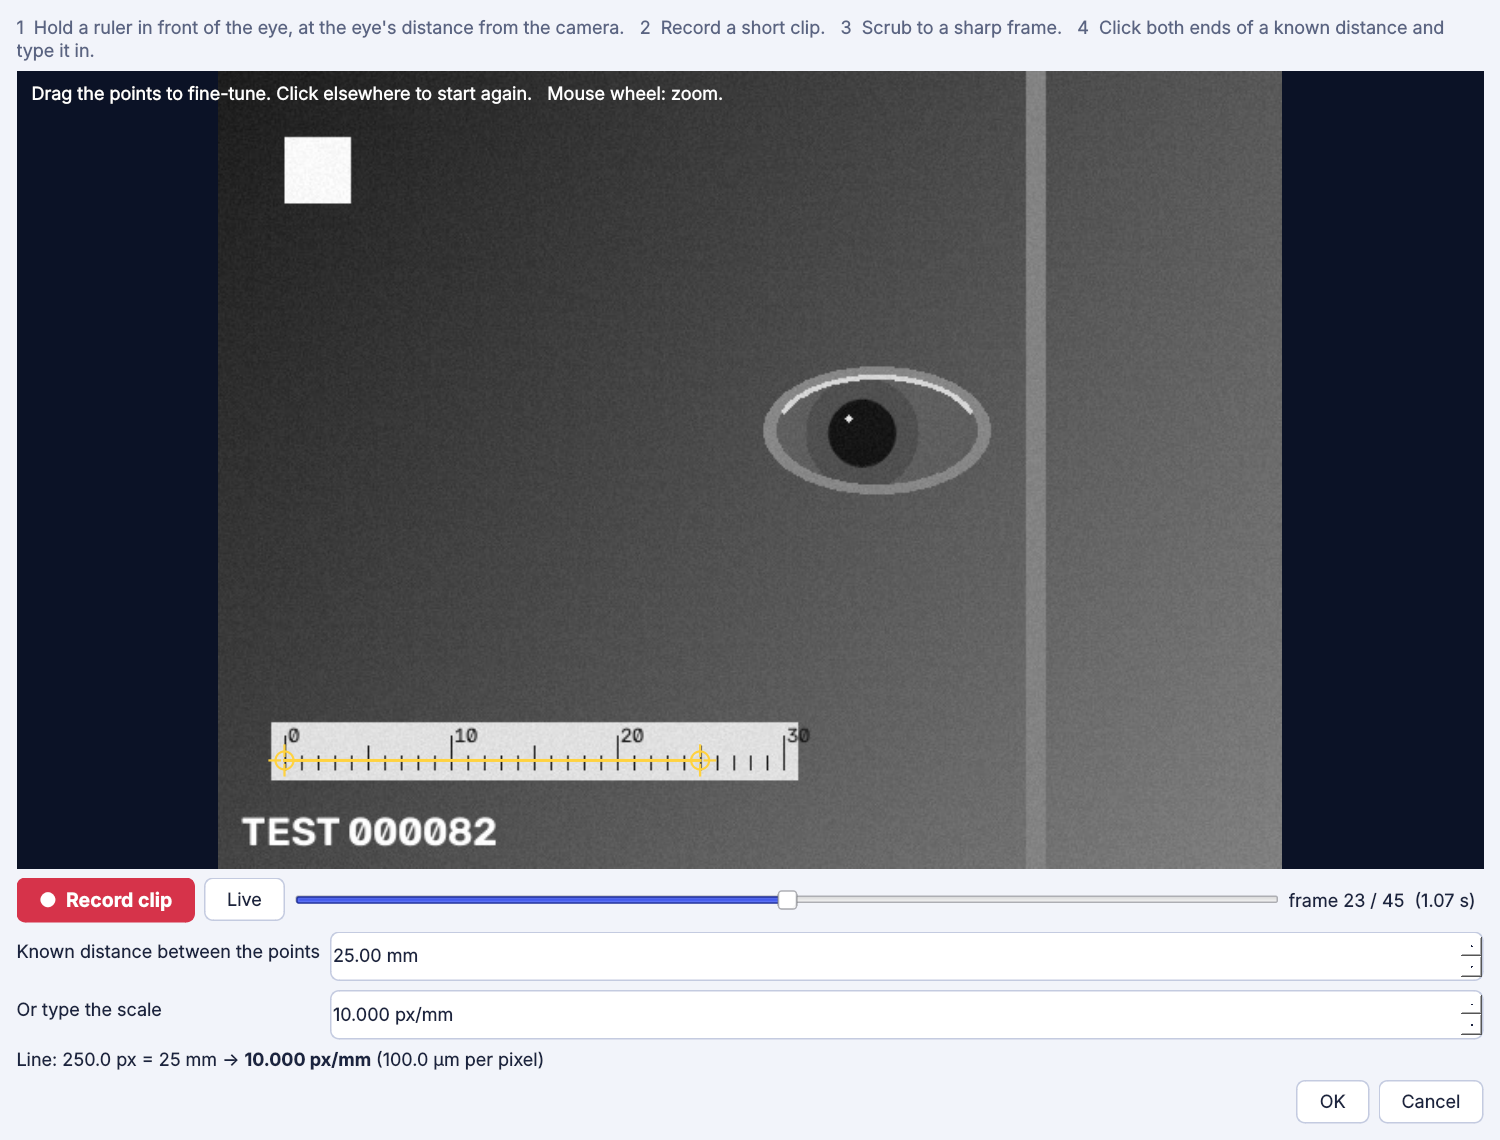 1 Hold a ruler in front of the eye, at the eye's distance from the camera. 2 Record a short clip. 3 Scrub to a sharp frame. 4 Click both ends of a known distance and
type it in.
Drag the points to fine-tune. Click elsewhere to start again. Mouse wheel: zoom.
0 10 20 30
TEST 000082
Record clip Live frame 23 / 45 (1.07 s)
Known distance between the points 25.00 mm
Or type the scale 10.000 px/mm
Line: 250.0 px = 25 mm → 10.000 px/mm (100.0 µm per pixel)
OK Cancel